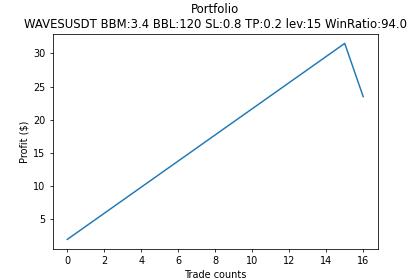 Portfolio
WAVESUSDT BBM:3.4 BBL:120 SL:0.8 TP:0.2 lev:15 WinRatio:94.0
30
25
20
15
10
5
Profit ($)
0 2 4 6 8 10 12 14 16
Trade counts